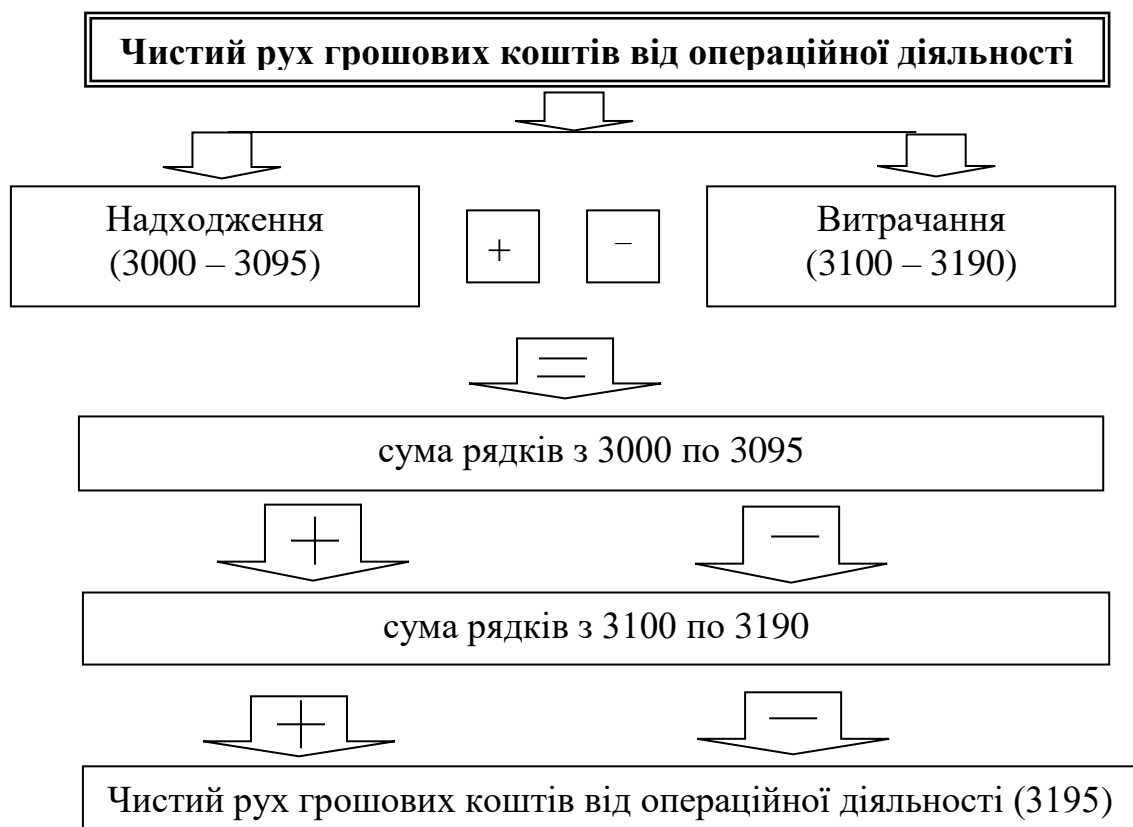 Чистий рух грошових коштів від операційної діяльності
Надходження
(3000 – 3095)
+
–
Витрачання
(3100 – 3190)
=
сума рядків з 3000 по 3095
+
–
сума рядків з 3100 по 3190
+
–
Чистий рух грошових коштів від операційної діяльності (3195)